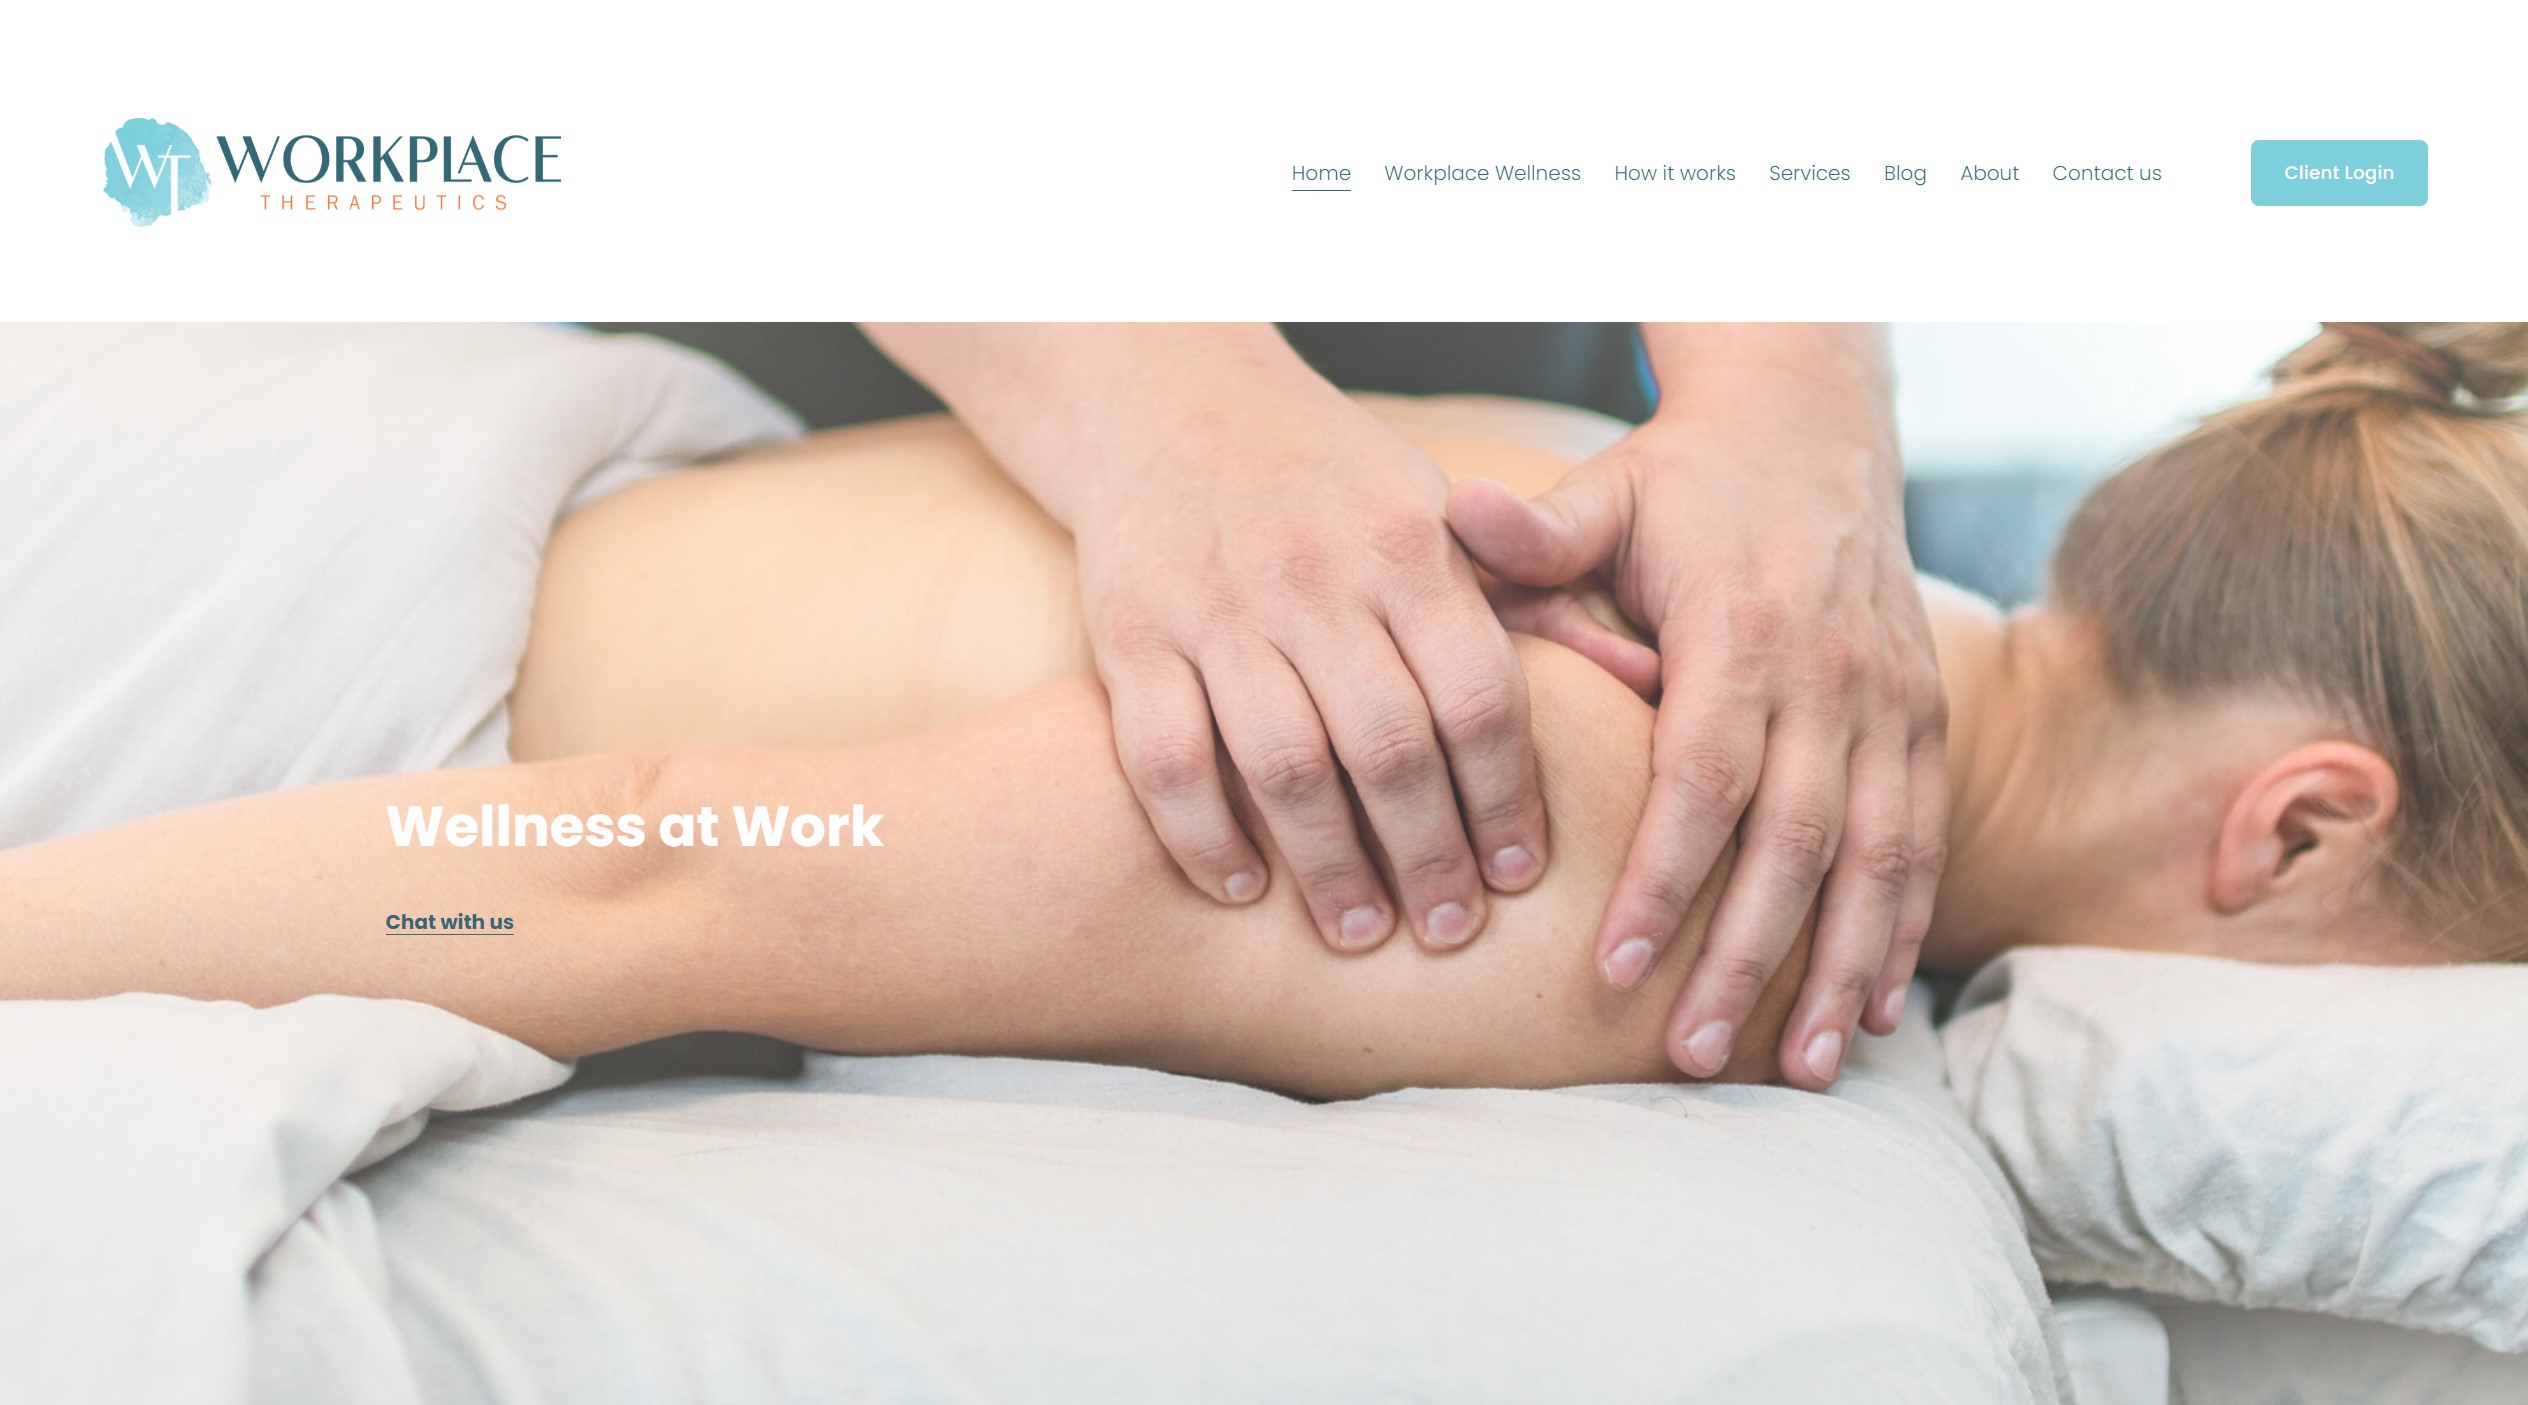 WT
WORKPLACE
THERAPEUTICS
Home Workplace Wellness How it works Services Blog About Contact us Client Login
Wellness at Work
Chat with us